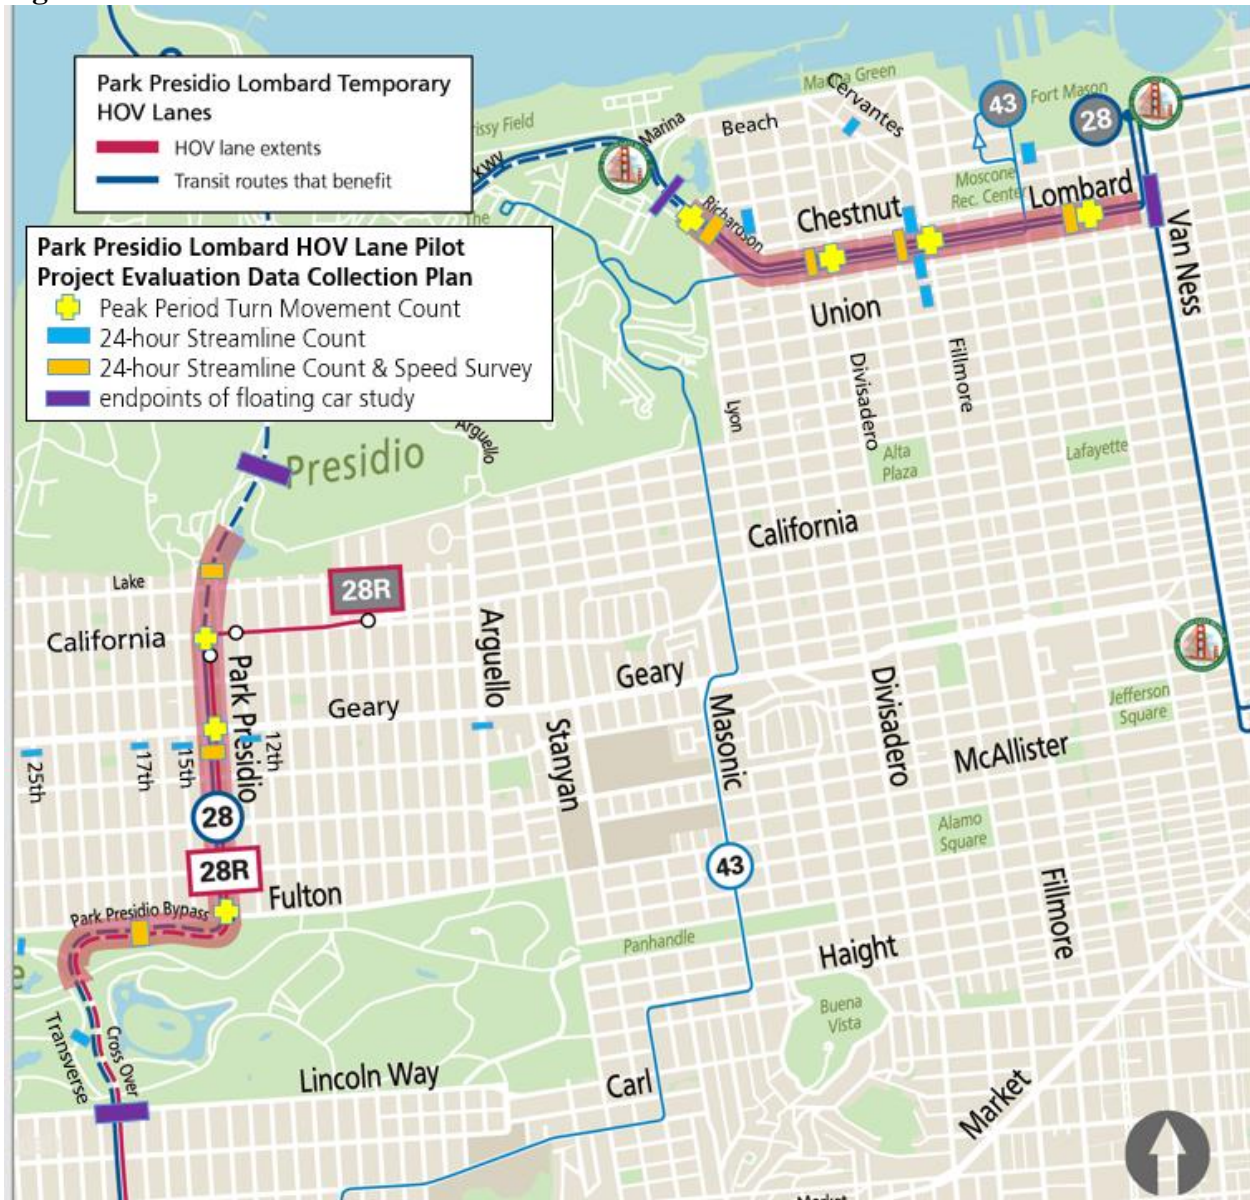 Park Presidio Lombard Temporary
HOV Lanes
HOV lane extents
Transit routes that benefit
Park Presidio Lombard HOV Lane Pilot
Project Evaluation Data Collection Plan
Peak Period Turn Movement Count
24-hour Streamline Count
24-hour Streamline Count & Speed Survey
endpoints of floating car study
Marina Green
Cervantes
Fort Mason
43
28
Marina
Beach
Moscone
Rec. Center
Lombard
Richardson
Chestnut
Van Ness
Union
Divisadero
Fillmore
Lyon
Alta
Plaza
Lafayette
Arguello
Presidio
California
Lake
28R
California
Park Presidio
Arguello
Geary
Geary
Stanyan
Masonic
Divisadero
Jefferson
Square
McAllister
25th
17th
15th
12th
28
28R
43
Alamo
Square
Fulton
Park Presidio Bypass
Fillmore
Panhandle
Haight
Buena
Vista
Transverse
Cross Over
Lincoln Way
Carl
Market